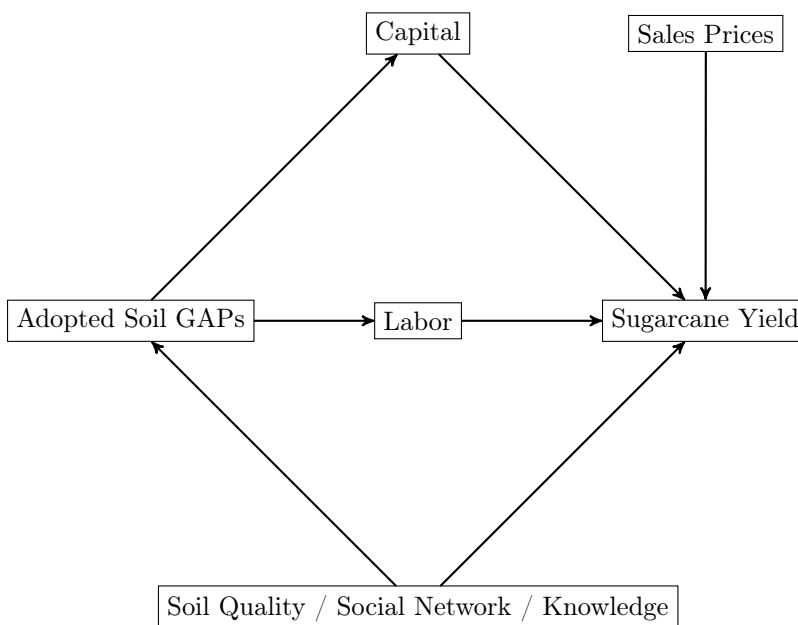 Capital
Sales Prices
Adopted Soil GAPs
Labor
Sugarcane Yield
Soil Quality / Social Network / Knowledge